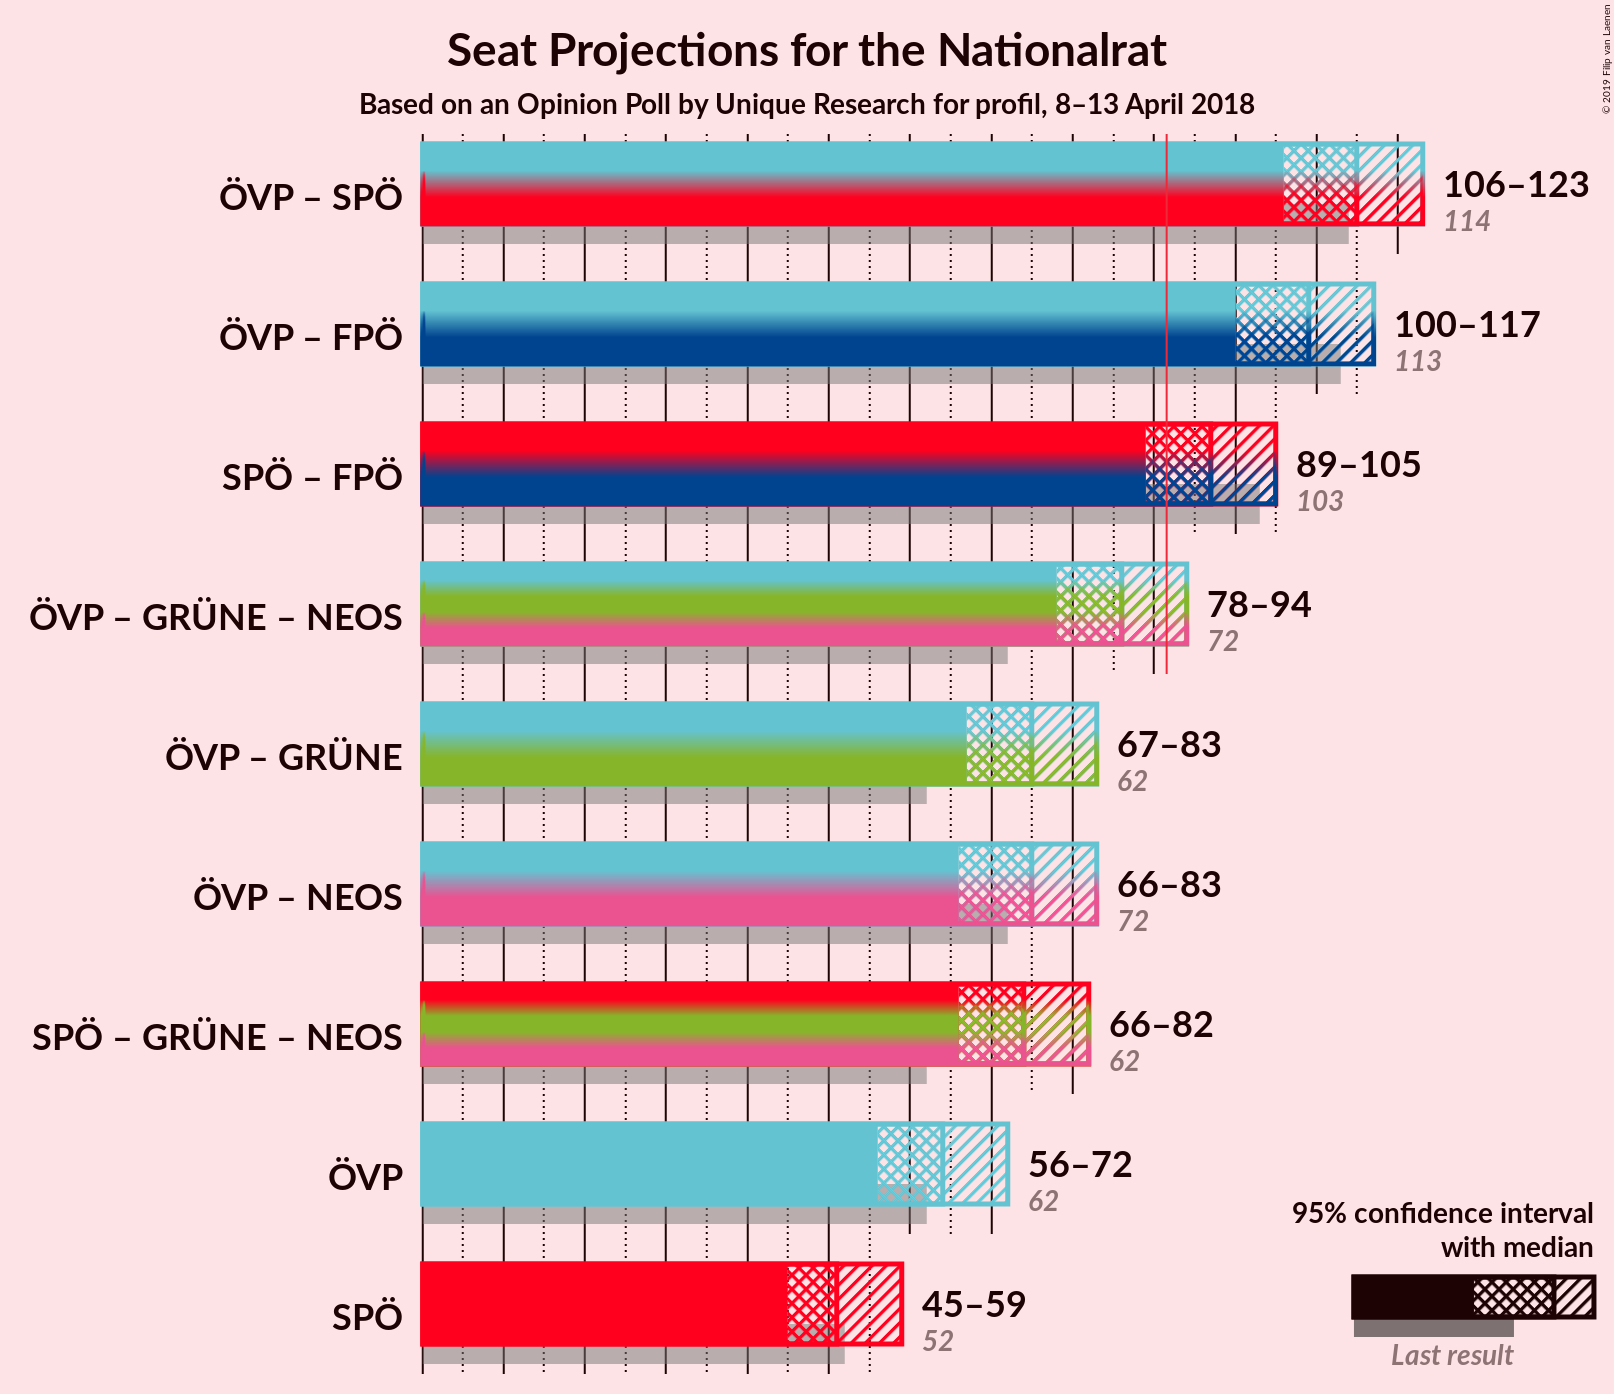 Seat Projections for the Nationalrat
Based on an Opinion Poll by Unique Research for profil, 8–13 April 2018
© 2019 Filip van Laenen
ÖVP – SPÖ
106–123
114
ÖVP – FPÖ
100–117
113
SPÖ – FPÖ
89–105
103
ÖVP – GRÜNE – NEOS
78–94
72
ÖVP – GRÜNE
67–83
62
ÖVP – NEOS
66–83
72
SPÖ – GRÜNE – NEOS
66–82
62
ÖVP
56–72
62
SPÖ
45–59
52
95% confidence interval
with median
Last result